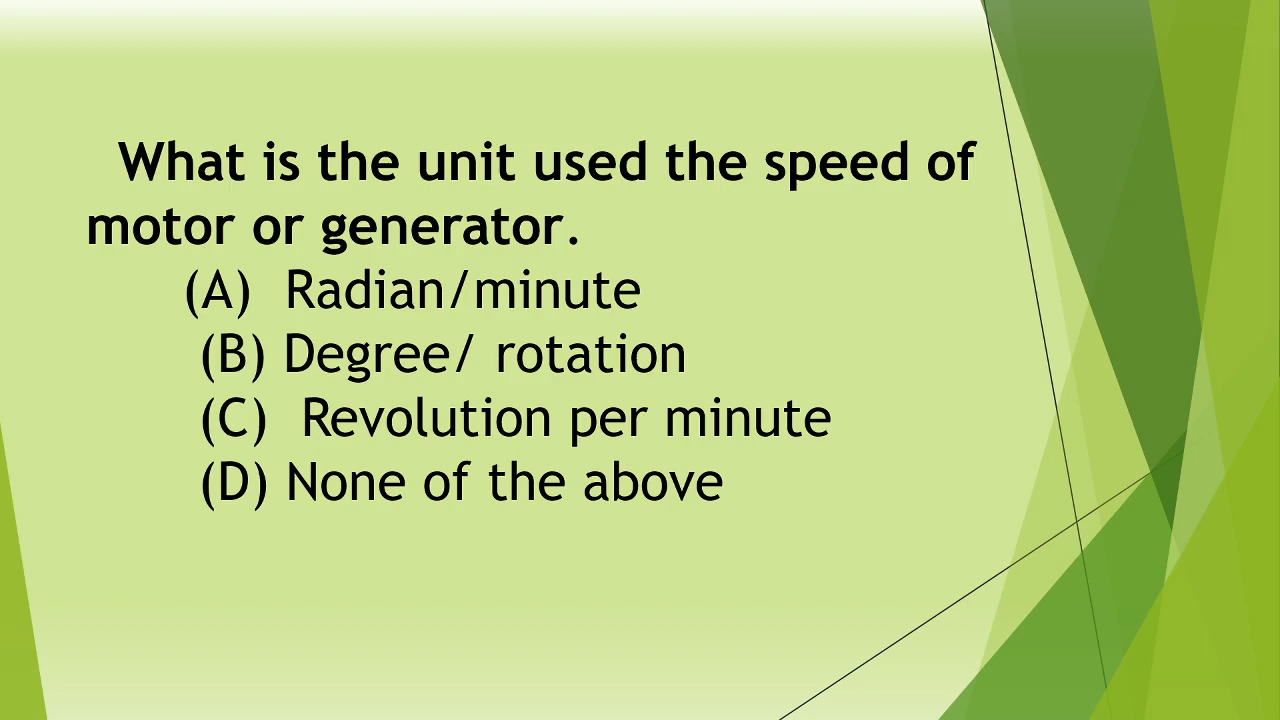 What is the unit used the speed of
motor or generator.
(A) Radian/minute
(B) Degree/ rotation
(C) Revolution per minute
(D) None of the above